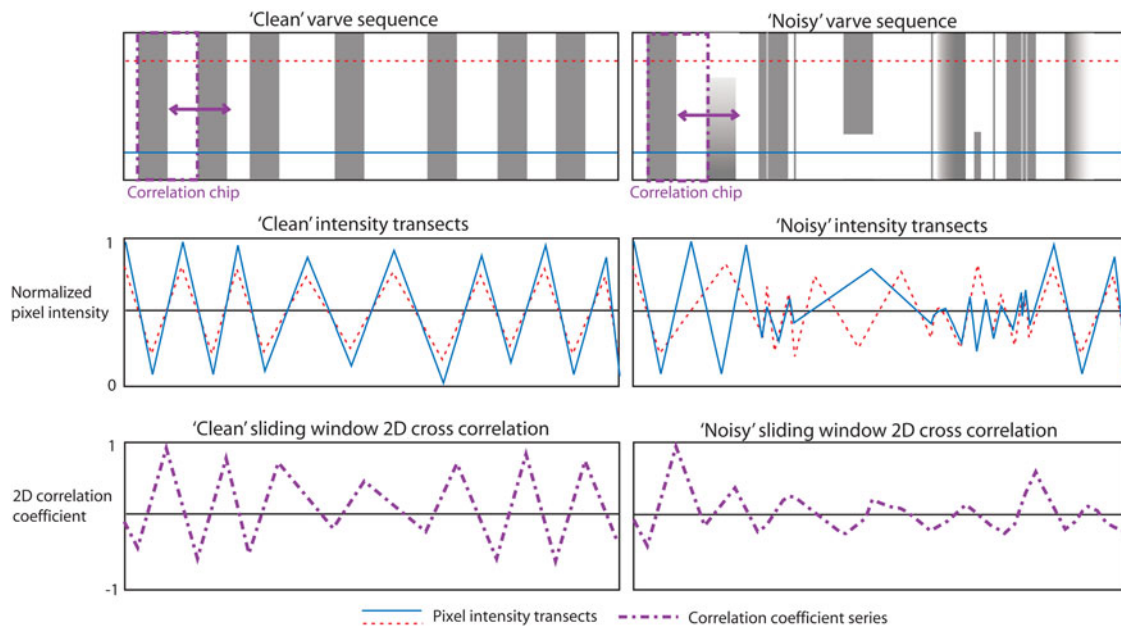 ‘Clean’ varve sequence
‘Noisy’ varve sequence
Correlation chip
Correlation chip
‘Clean’ intensity transects
‘Noisy’ intensity transects
1
Normalized
pixel intensity
0
‘Clean’ sliding window 2D cross correlation
‘Noisy’ sliding window 2D cross correlation
1
2D correlation
coefficient
-1
Pixel intensity transects
Correlation coefficient series